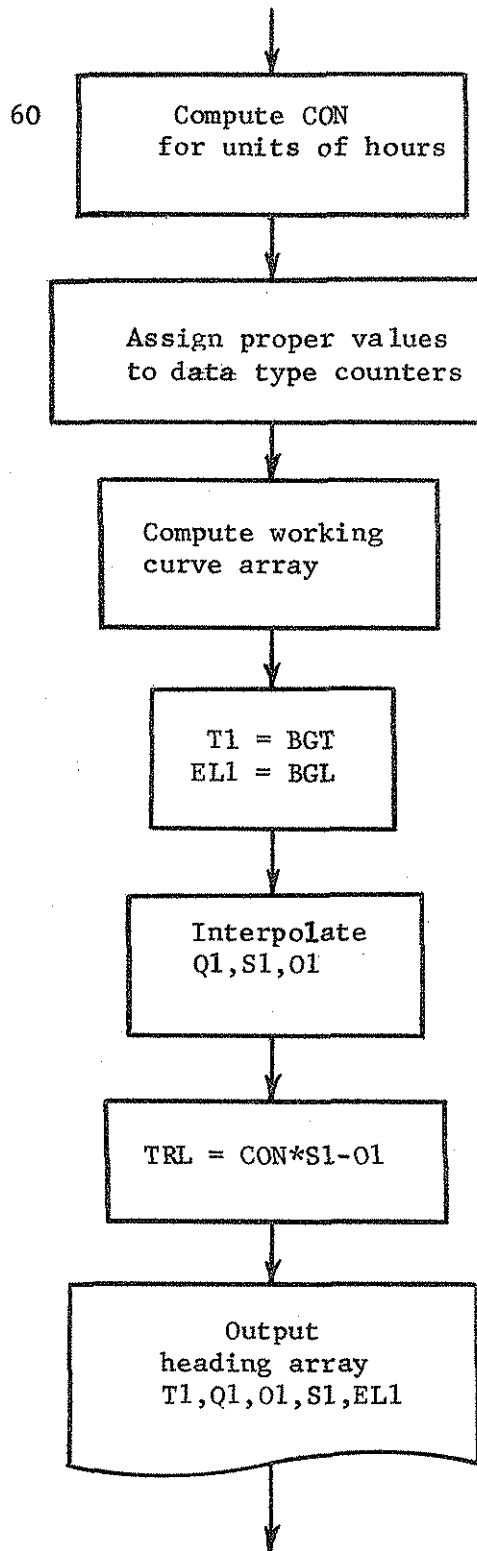 60
Compute CON
for units of hours
Assign proper values
to data type counters
Compute working
curve array
T1 = BGT
EL1 = BGL
Interpolate
Q1,S1,O1
TRL = CON*S1-O1
Output
heading array
T1,Q1,O1,S1,EL1